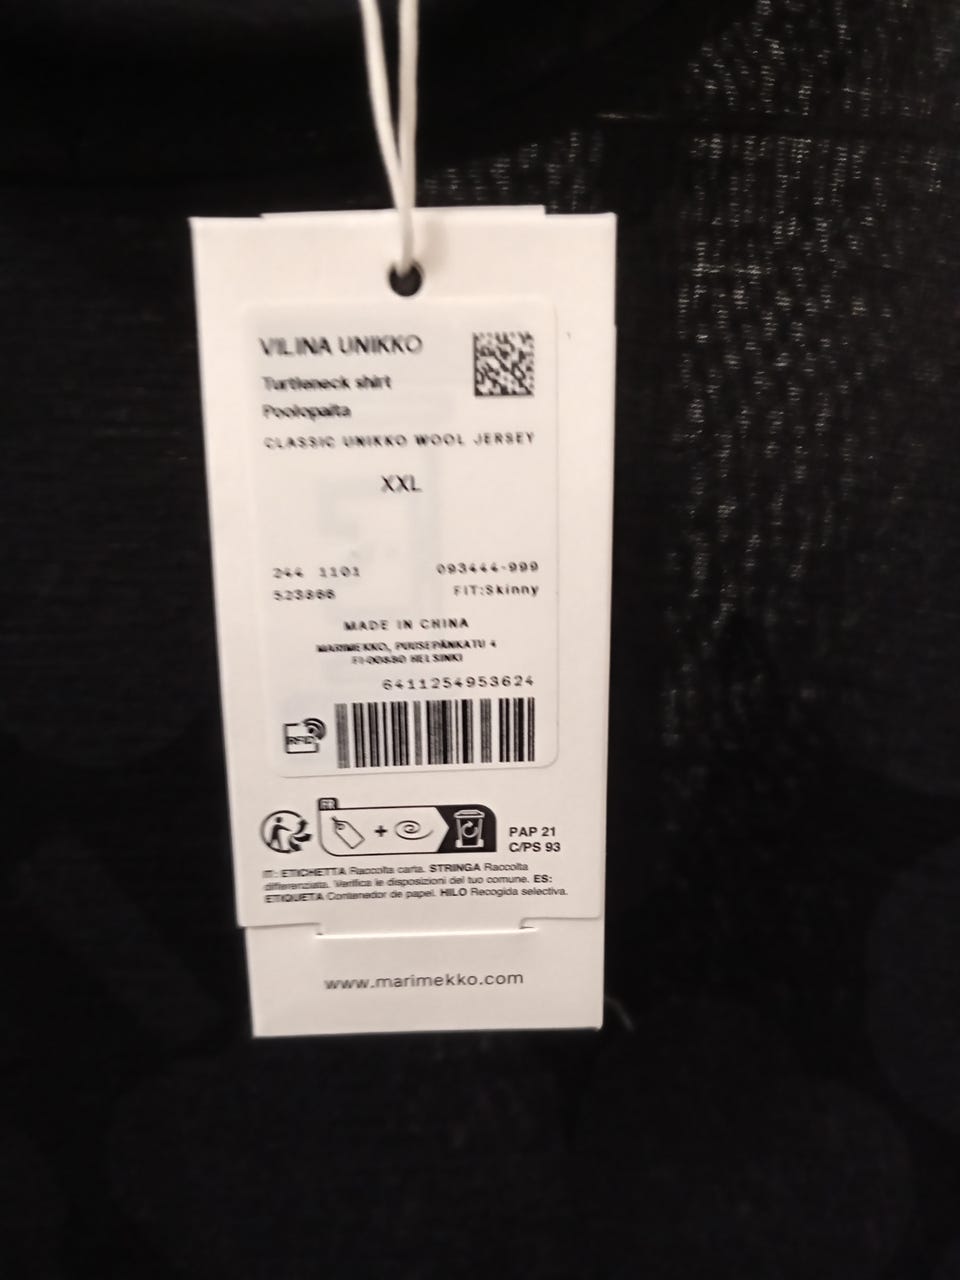 VILINA UNIKKO
Turtleneck shirt
Poolopaita
CLASSIC UNIKKO WOOL JERSEY
XXL
244 1101 093444-999
523866 FIT:Skinny
MADE IN CHINA
MARIMEKKO, PUUSEPÄNKATU 4
FI-00880 HELSINKI
6411254953624
RFID
FR
+
PAP 21
C/PS 93
IT: ETICHETTA Raccolta carta. STRINGA Raccolta
differenziata. Verifica le disposizioni del tuo comune. ES:
ETIQUETA Contenedor de papel. HILO Recogida selectiva.
www.marimekko.com